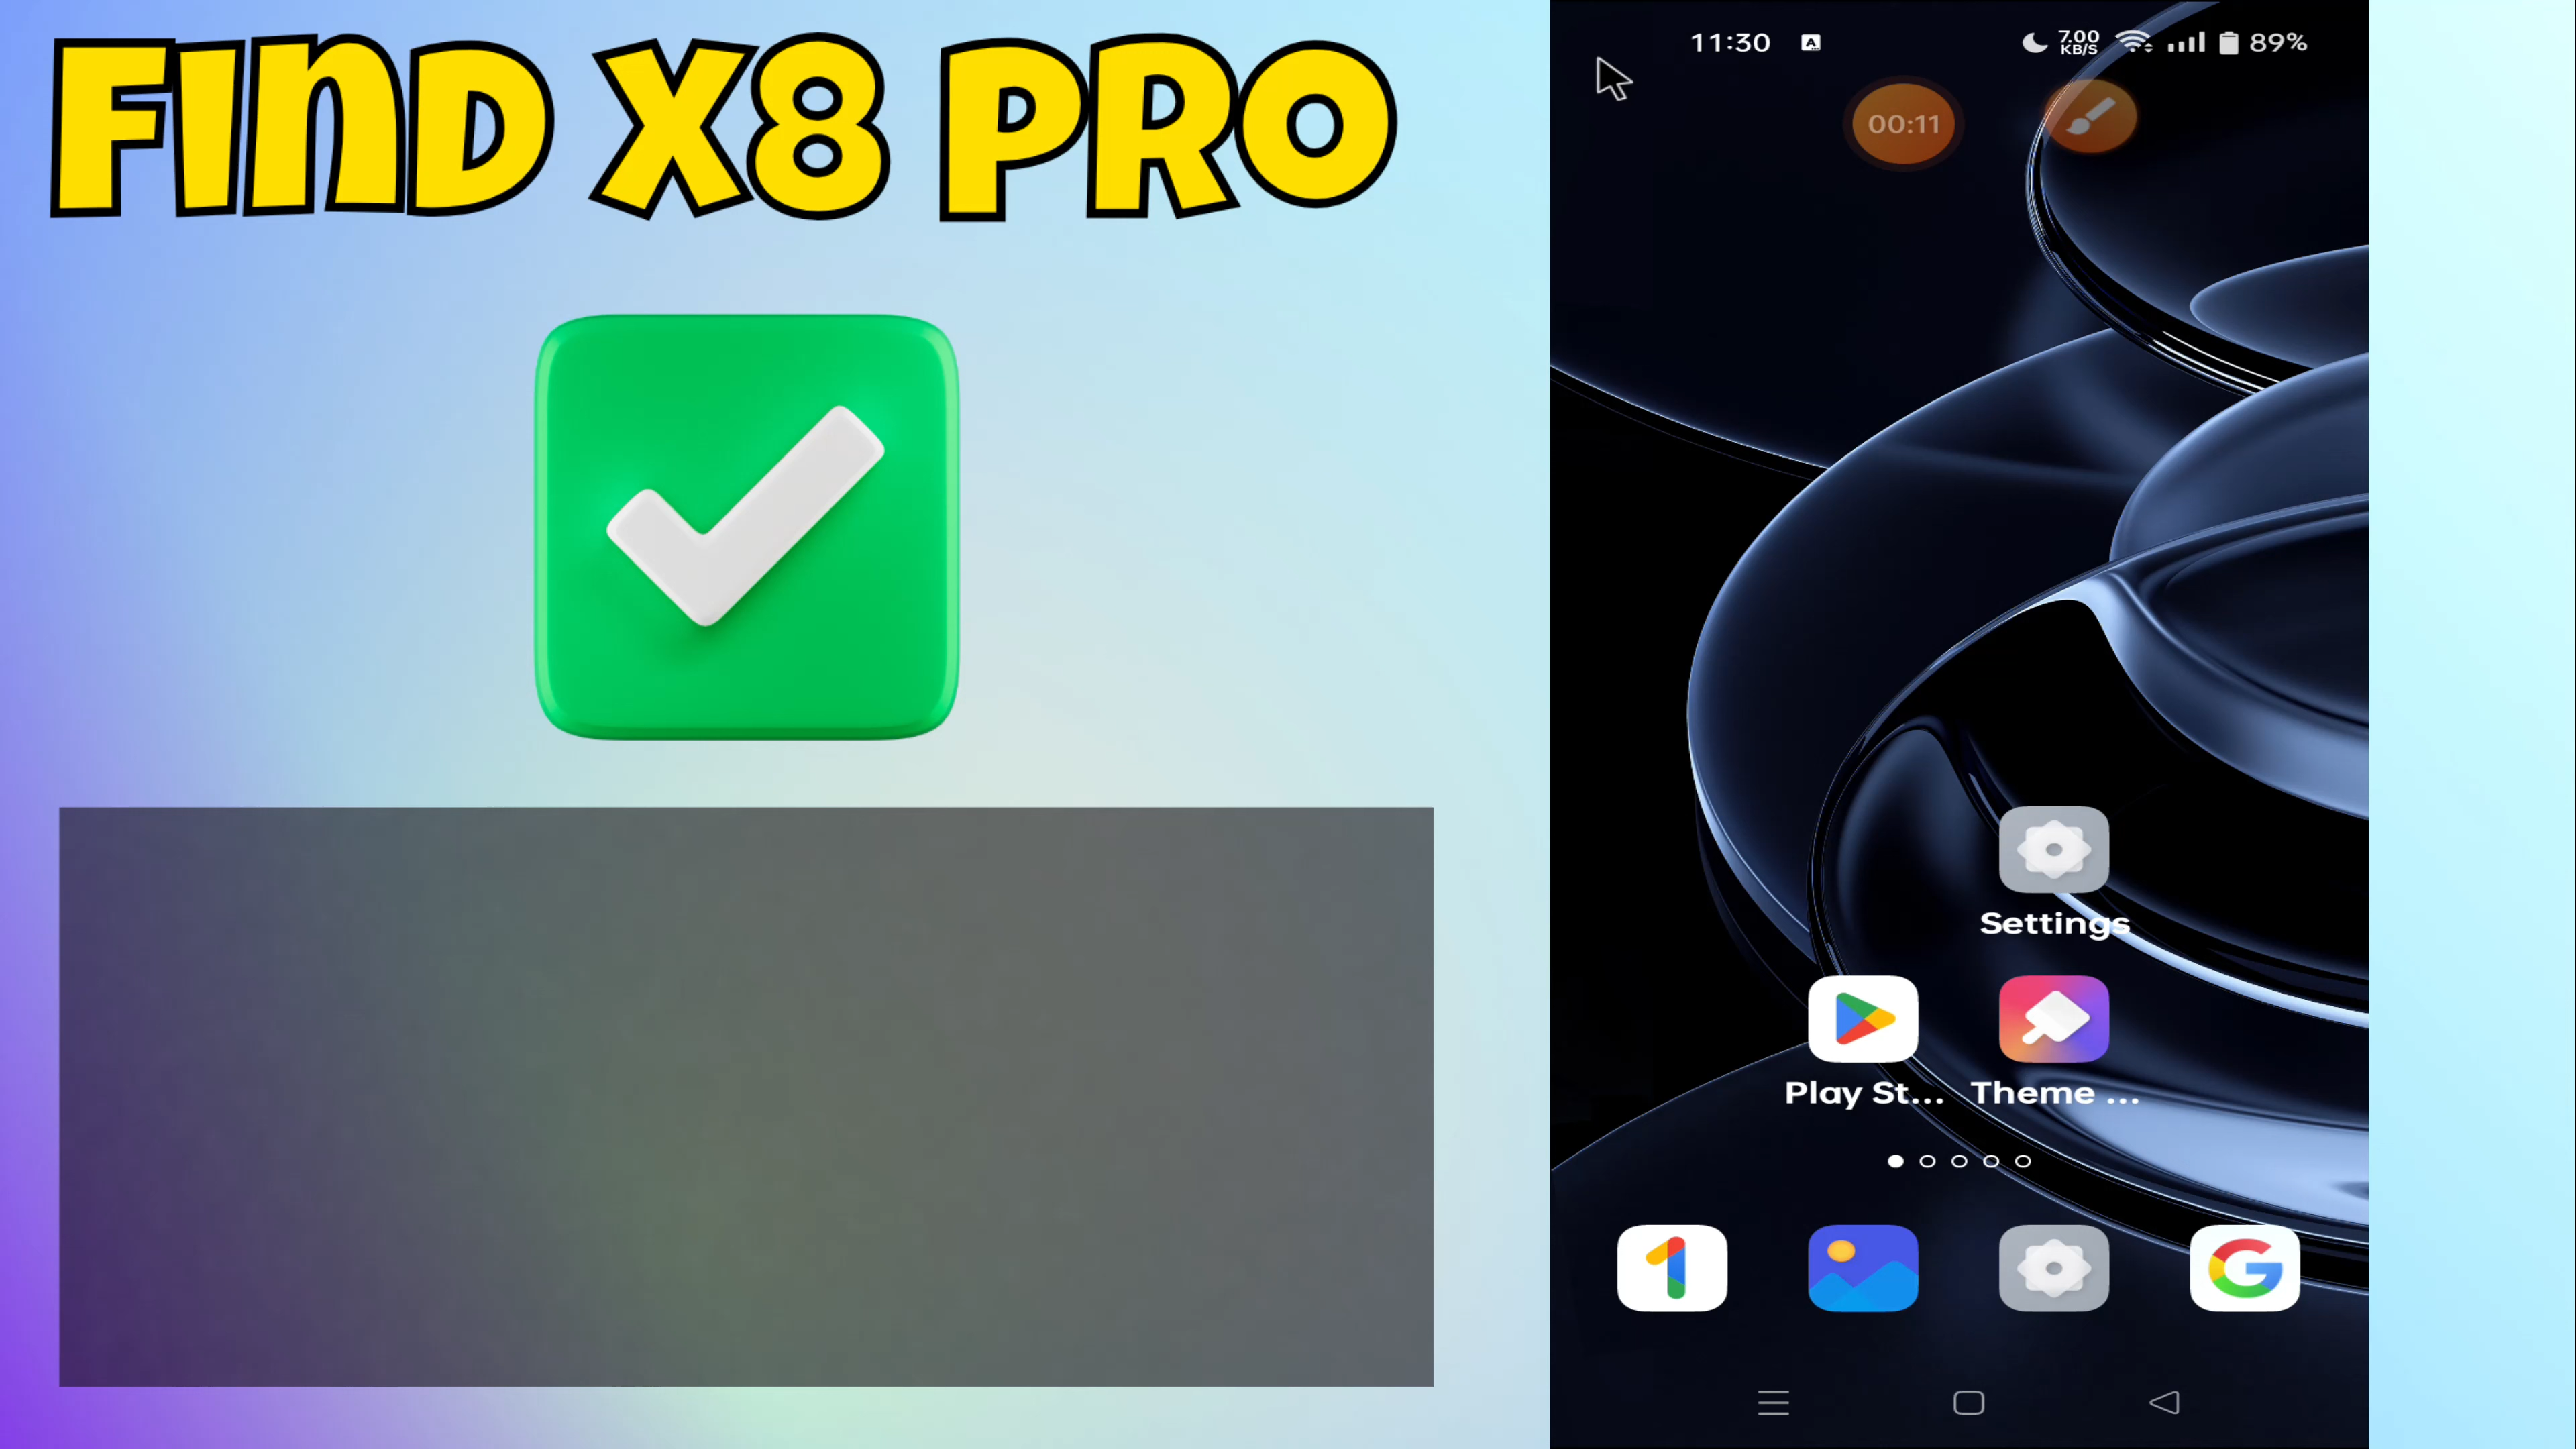 FIND X8 PRO
11:30 A 7.00 KB/S 89%
00:11
Settings
Play St... Theme ...